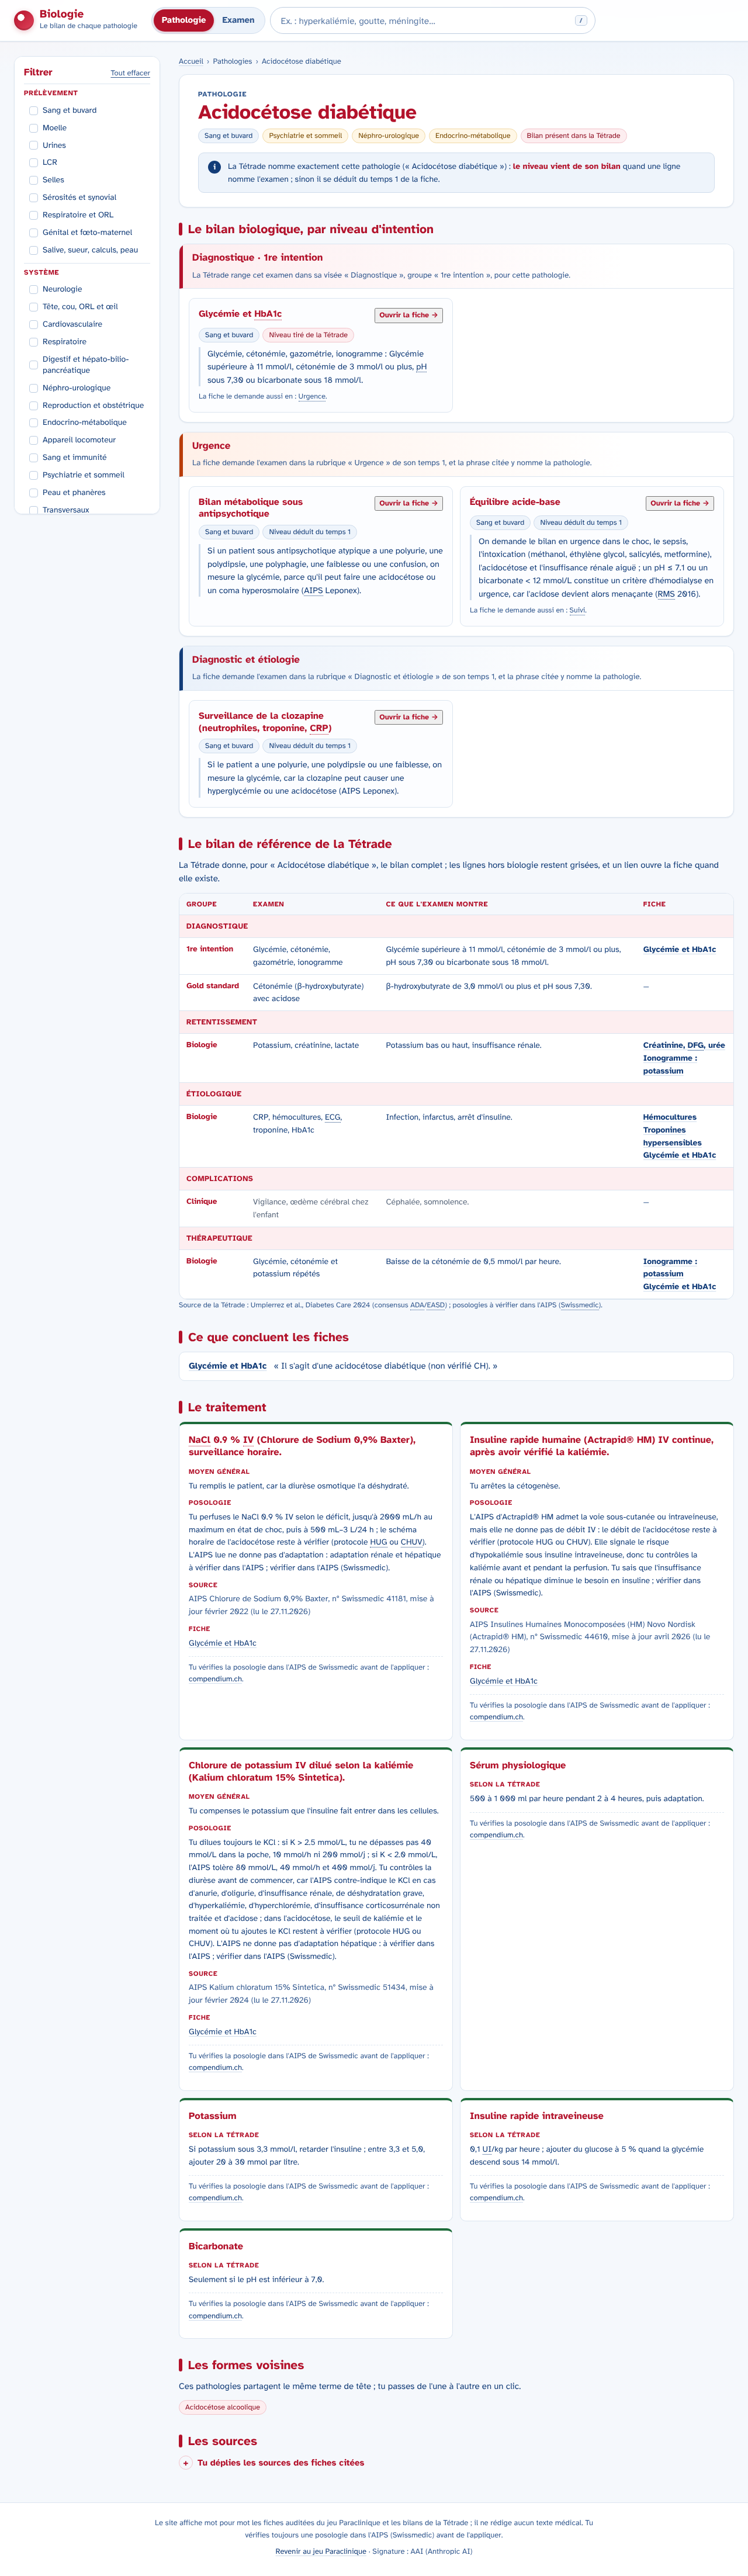 Biologie
Le bilan de chaque pathologie
Pathologie
Examen
Ex. : hyperkaliémie, goutte, méningite...
/
Filtrer
Tout effacer
PRÉLÈVEMENT
Sang et buvard
Moelle
Urines
LCR
Selles
Sérosités et synovial
Respiratoire et ORL
Génital et fœto-maternel
Salive, sueur, calculs, peau
SYSTÈME
Neurologie
Tête, cou, ORL et œil
Cardiovasculaire
Respiratoire
Digestif et hépato-bilio-
pancréatique
Néphro-urologique
Reproduction et obstétrique
Endocrino-métabolique
Appareil locomoteur
Sang et immunité
Psychiatrie et sommeil
Peau et phanères
Transversaux
Accueil › Pathologies › Acidocétose diabétique
PATHOLOGIE
Acidocétose diabétique
Sang et buvard
Psychiatrie et sommeil
Néphro-urologique
Endocrino-métabolique
Bilan présent dans la Tétrade
i
La Tétrade nomme exactement cette pathologie (« Acidocétose diabétique ») : le niveau vient de son bilan quand une ligne
nomme l'examen ; sinon il se déduit du temps 1 de la fiche.
Le bilan biologique, par niveau d'intention
Diagnostique · 1re intention
La Tétrade range cet examen dans sa visée « Diagnostique », groupe « 1re intention », pour cette pathologie.
Glycémie et HbA1c
Ouvrir la fiche →
Sang et buvard
Niveau tiré de la Tétrade
Glycémie, cétonémie, gazométrie, ionogramme : Glycémie
supérieure à 11 mmol/l, cétonémie de 3 mmol/l ou plus, pH
sous 7,30 ou bicarbonate sous 18 mmol/l.
La fiche le demande aussi en : Urgence.
Urgence
La fiche demande l'examen dans la rubrique « Urgence » de son temps 1, et la phrase citée y nomme la pathologie.
Bilan métabolique sous
antipsychotique
Ouvrir la fiche →
Sang et buvard
Niveau déduit du temps 1
Si un patient sous antipsychotique atypique a une polyurie, une
polydipsie, une polyphagie, une faiblesse ou une confusion, on
mesure la glycémie, parce qu'il peut faire une acidocétose ou
un coma hyperosmolaire (AIPS Leponex).
Équilibre acide-base
Ouvrir la fiche →
Sang et buvard
Niveau déduit du temps 1
On demande le bilan en urgence dans le choc, le sepsis,
l'intoxication (méthanol, éthylène glycol, salicylés, metformine),
l'acidocétose et l'insuffisance rénale aiguë ; un pH ≤ 7.1 ou un
bicarbonate < 12 mmol/L constitue un critère d'hémodialyse en
urgence, car l'acidose devient alors menaçante (RMS 2016).
La fiche le demande aussi en : Suivi.
Diagnostic et étiologie
La fiche demande l'examen dans la rubrique « Diagnostic et étiologie » de son temps 1, et la phrase citée y nomme la pathologie.
Surveillance de la clozapine
(neutrophiles, troponine, CRP)
Ouvrir la fiche →
Sang et buvard
Niveau déduit du temps 1
Si le patient a une polyurie, une polydipsie ou une faiblesse, on
mesure la glycémie, car la clozapine peut causer une
hyperglycémie ou une acidocétose (AIPS Leponex).
Le bilan de référence de la Tétrade
La Tétrade donne, pour « Acidocétose diabétique », le bilan complet ; les lignes hors biologie restent grisées, et un lien ouvre la fiche quand
elle existe.
GROUPE EXAMEN CE QUE L'EXAMEN MONTRE FICHE
DIAGNOSTIQUE
1re intention
Glycémie, cétonémie,
gazométrie, ionogramme
Glycémie supérieure à 11 mmol/l, cétonémie de 3 mmol/l ou plus,
pH sous 7,30 ou bicarbonate sous 18 mmol/l.
Glycémie et HbA1c
Gold standard
Cétonémie (β-hydroxybutyrate)
avec acidose
β-hydroxybutyrate de 3,0 mmol/l ou plus et pH sous 7,30.
—
RETENTISSEMENT
Biologie
Potassium, créatinine, lactate
Potassium bas ou haut, insuffisance rénale.
Créatinine, DFG, urée
Ionogramme :
potassium
ÉTIOLOGIQUE
Biologie
CRP, hémocultures, ECG,
troponine, HbA1c
Infection, infarctus, arrêt d'insuline.
Hémocultures
Troponines
hypersensibles
Glycémie et HbA1c
COMPLICATIONS
Clinique
Vigilance, œdème cérébral chez
l'enfant
Céphalée, somnolence.
—
THÉRAPEUTIQUE
Biologie
Glycémie, cétonémie et
potassium répétés
Baisse de la cétonémie de 0,5 mmol/l par heure.
Ionogramme :
potassium
Glycémie et HbA1c
Source de la Tétrade : Umpierrez et al., Diabetes Care 2024 (consensus ADA/EASD) ; posologies à vérifier dans l'AIPS (Swissmedic).
Ce que concluent les fiches
Glycémie et HbA1c « Il s'agit d'une acidocétose diabétique (non vérifié CH). »
Le traitement
NaCl 0.9 % IV (Chlorure de Sodium 0,9% Baxter),
surveillance horaire.
MOYEN GÉNÉRAL
Tu remplis le patient, car la diurèse osmotique l'a déshydraté.
POSOLOGIE
Tu perfuses le NaCl 0.9 % IV selon le déficit, jusqu'à 2000 mL/h au
maximum en état de choc, puis à 500 mL–3 L/24 h ; le schéma
horaire de l'acidocétose reste à vérifier (protocole HUG ou CHUV).
L'AIPS lue ne donne pas d'adaptation : adaptation rénale et hépatique
à vérifier dans l'AIPS ; vérifier dans l'AIPS (Swissmedic).
SOURCE
AIPS Chlorure de Sodium 0,9% Baxter, n° Swissmedic 41181, mise à
jour février 2022 (lu le 27.11.2026)
FICHE
Glycémie et HbA1c
Tu vérifies la posologie dans l'AIPS de Swissmedic avant de l'appliquer :
compendium.ch.
Insuline rapide humaine (Actrapid® HM) IV continue,
après avoir vérifié la kaliémie.
MOYEN GÉNÉRAL
Tu arrêtes la cétogenèse.
POSOLOGIE
L'AIPS d'Actrapid® HM admet la voie sous-cutanée ou intraveineuse,
mais elle ne donne pas de débit IV : le débit de l'acidocétose reste à
vérifier (protocole HUG ou CHUV). Elle signale le risque
d'hypokaliémie sous insuline intraveineuse, donc tu contrôles la
kaliémie avant et pendant la perfusion. Tu sais que l'insuffisance
rénale ou hépatique diminue le besoin en insuline ; vérifier dans
l'AIPS (Swissmedic).
SOURCE
AIPS Insulines Humaines Monocomposées (HM) Novo Nordisk
(Actrapid® HM), n° Swissmedic 44610, mise à jour avril 2026 (lu le
27.11.2026)
FICHE
Glycémie et HbA1c
Tu vérifies la posologie dans l'AIPS de Swissmedic avant de l'appliquer :
compendium.ch.
Chlorure de potassium IV dilué selon la kaliémie
(Kalium chloratum 15% Sintetica).
MOYEN GÉNÉRAL
Tu compenses le potassium que l'insuline fait entrer dans les cellules.
POSOLOGIE
Tu dilues toujours le KCl : si K > 2.5 mmol/L, tu ne dépasses pas 40
mmol/L dans la poche, 10 mmol/h ni 200 mmol/j ; si K < 2.0 mmol/L,
l'AIPS tolère 80 mmol/L, 40 mmol/h et 400 mmol/j. Tu contrôles la
diurèse avant de commencer, car l'AIPS contre-indique le KCl en cas
d'anurie, d'oligurie, d'insuffisance rénale, de déshydratation grave,
d'hyperkaliémie, d'hyperchlorémie, d'insuffisance corticosurrénale non
traitée et d'acidose ; dans l'acidocétose, le seuil de kaliémie et le
moment où tu ajoutes le KCl restent à vérifier (protocole HUG ou
CHUV). L'AIPS ne donne pas d'adaptation hépatique : à vérifier dans
l'AIPS ; vérifier dans l'AIPS (Swissmedic).
SOURCE
AIPS Kalium chloratum 15% Sintetica, n° Swissmedic 51434, mise à
jour février 2024 (lu le 27.11.2026)
FICHE
Glycémie et HbA1c
Tu vérifies la posologie dans l'AIPS de Swissmedic avant de l'appliquer :
compendium.ch.
Sérum physiologique
SELON LA TÉTRADE
500 à 1 000 ml par heure pendant 2 à 4 heures, puis adaptation.
Tu vérifies la posologie dans l'AIPS de Swissmedic avant de l'appliquer :
compendium.ch.
Potassium
SELON LA TÉTRADE
Si potassium sous 3,3 mmol/l, retarder l'insuline ; entre 3,3 et 5,0,
ajouter 20 à 30 mmol par litre.
Tu vérifies la posologie dans l'AIPS de Swissmedic avant de l'appliquer :
compendium.ch.
Insuline rapide intraveineuse
SELON LA TÉTRADE
0,1 UI/kg par heure ; ajouter du glucose à 5 % quand la glycémie
descend sous 14 mmol/l.
Tu vérifies la posologie dans l'AIPS de Swissmedic avant de l'appliquer :
compendium.ch.
Bicarbonate
SELON LA TÉTRADE
Seulement si le pH est inférieur à 7,0.
Tu vérifies la posologie dans l'AIPS de Swissmedic avant de l'appliquer :
compendium.ch.
Les formes voisines
Ces pathologies partagent le même terme de tête ; tu passes de l'une à l'autre en un clic.
Acidocétose alcoolique
Les sources
+ Tu déplies les sources des fiches citées
Le site affiche mot pour mot les fiches auditées du jeu Paraclinique et les bilans de la Tétrade ; il ne rédige aucun texte médical. Tu
vérifies toujours une posologie dans l'AIPS (Swissmedic) avant de l'appliquer.
Revenir au jeu Paraclinique · Signature : AAI (Anthropic AI)